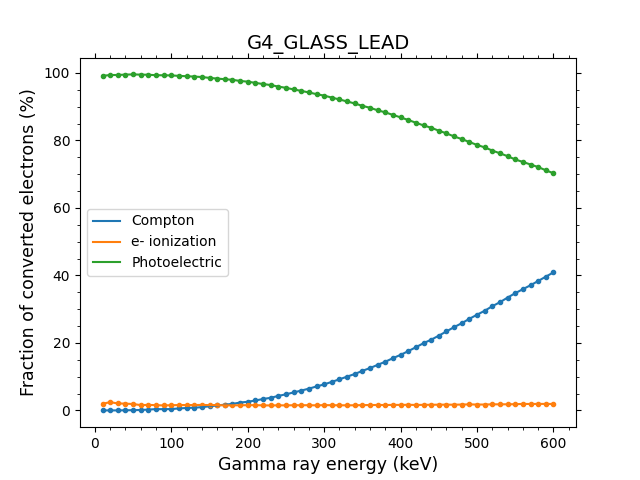 G4_GLASS_LEAD
Fraction of converted electrons (%)
100
80
60
40
20
0
Compton
e- ionization
Photoelectric
0 100 200 300 400 500 600
Gamma ray energy (keV)